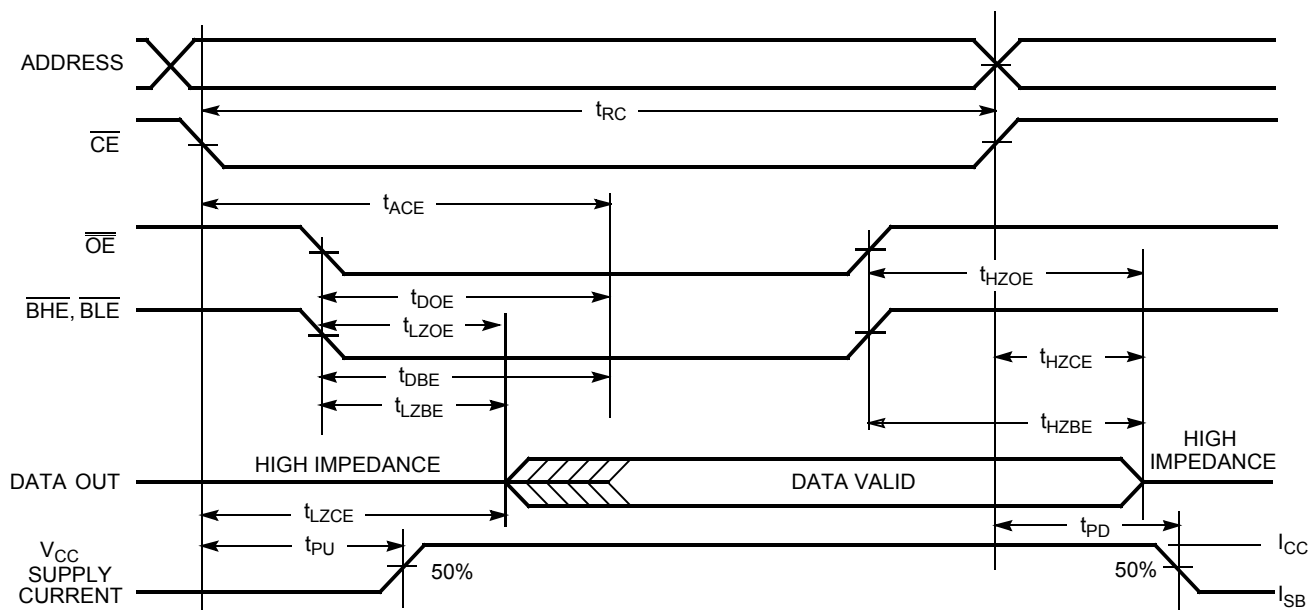 ADDRESS
tRC
CE
tACE
OE
tHZOE
tDOE
BHE, BLE
tLZOE
tHZCE
tDBE
tLZBE
tHZBE
HIGH IMPEDANCE
HIGH
IMPEDANCE
DATA OUT
DATA VALID
tLZCE
tPD
tPU
VCC
SUPPLY
CURRENT
50%
50%
ICC
ISB